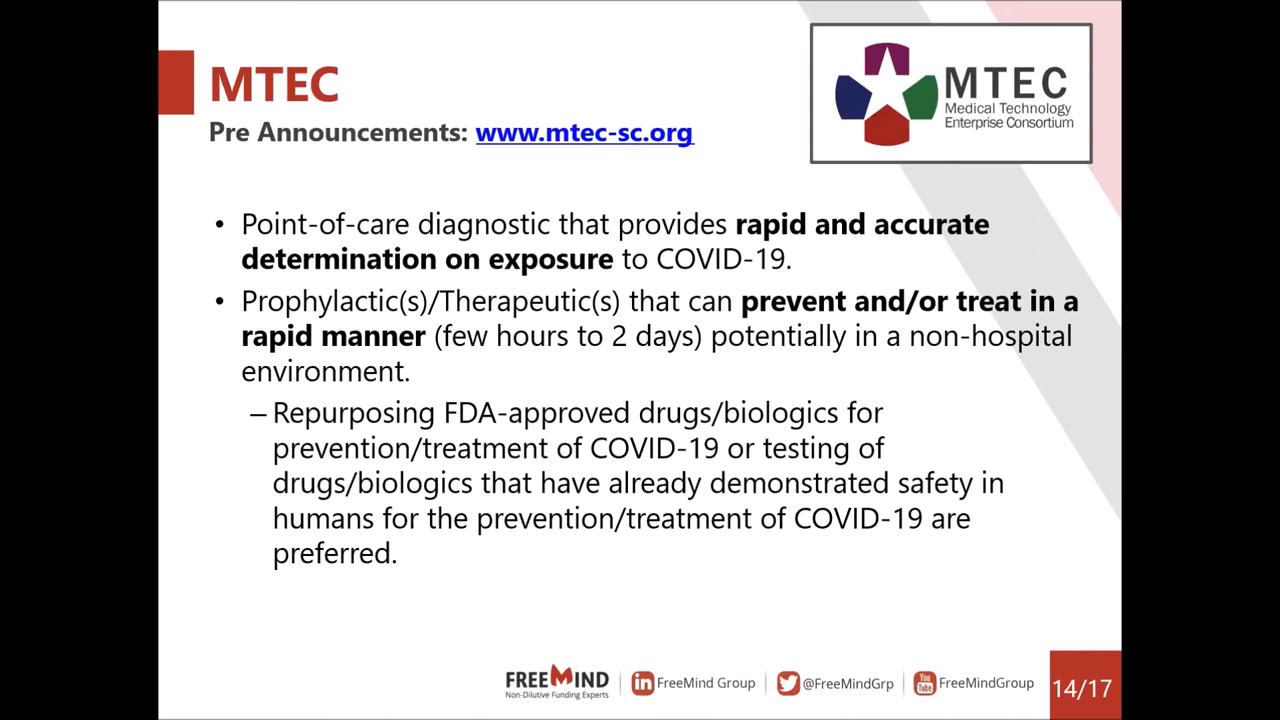 MTEC
Pre Announcements: www.mtec-sc.org
MTEC
Medical Technology
Enterprise Consortium
• Point-of-care diagnostic that provides rapid and accurate
determination on exposure to COVID-19.
• Prophylactic(s)/Therapeutic(s) that can prevent and/or treat in a
rapid manner (few hours to 2 days) potentially in a non-hospital
environment.
– Repurposing FDA-approved drugs/biologics for
prevention/treatment of COVID-19 or testing of
drugs/biologics that have already demonstrated safety in
humans for the prevention/treatment of COVID-19 are
preferred.
FREEMIND
Non-Dilutive Funding Experts
in FreeMind Group
@FreeMindGrp
You Tube FreeMindGroup
14/17